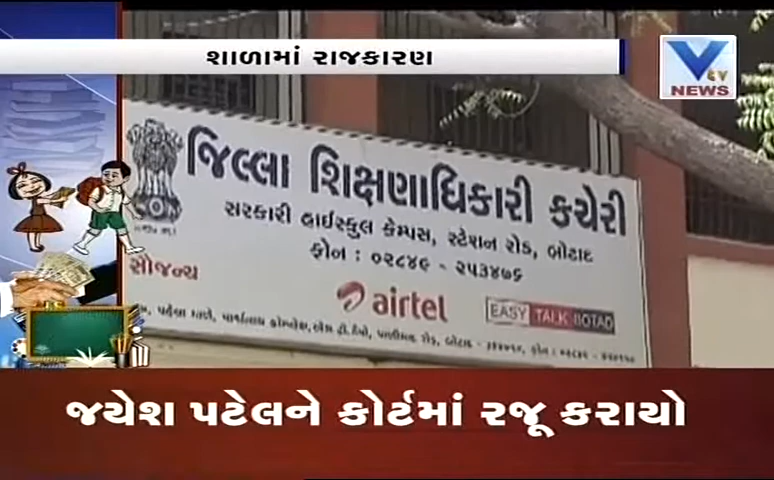 શાળામાં રાજકારણ
V
TV
NEWS
જિલ્લા શિક્ષણાધિકારી કચેરી
સરકારી હાઈસ્કુલ કેમ્પસ, સ્ટેશન રોડ, બોટાદ
ફોન : ૦૨૮૪૯ - ૨૫૩૪૭૬
સૌજન્ય
airtel
EASY TALK BOTAD
જયેશ પટેલને કોર્ટમાં રજૂ કરાયો